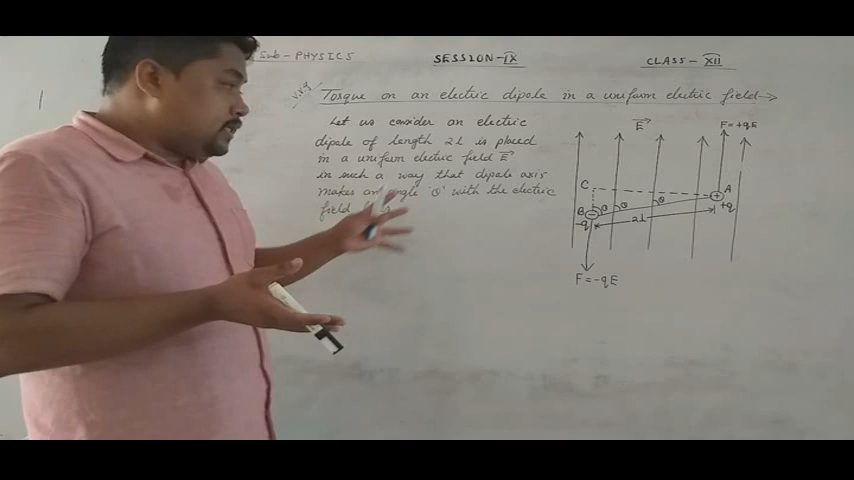 Sub - PHYSICS
SESSION-IX
CLASS - XII
Torque on an electric dipole in a uniform electric field→
Let us consider an electric
dipole of length 2l is placed
in a uniform electric field E→
in such a way that dipole axis
makes an angle 'θ' with the electric
field
E→
F=+qE
C
A
+q
B
-q
θ
θ
θ
2l
F=-qE